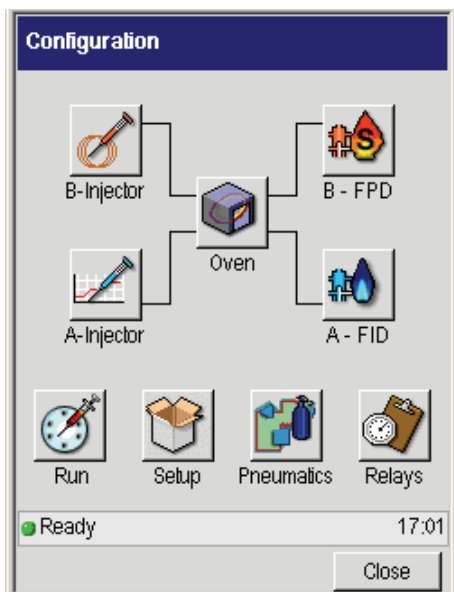 Configuration
S
B-Injector
B - FPD
Oven
A-Injector
A - FID
Run
Setup
Pneumatics
Relays
Ready
17:01
Close